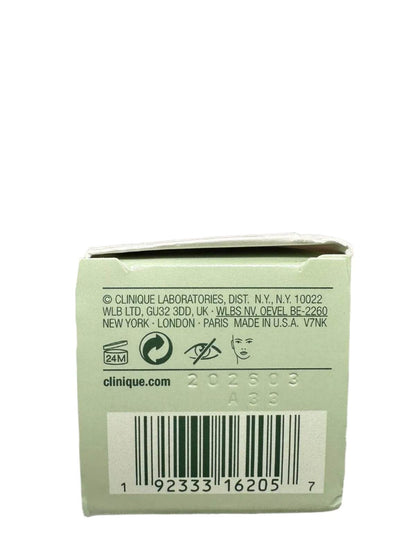 © CLINIQUE LABORATORIES, DIST. N.Y., N.Y. 10022
WLB LTD, GU32 3DD, UK · WLBS NV. OEVEL BE-2260
NEW YORK · LONDON · PARIS MADE IN U.S.A. V7NK
24M
clinique.com 202603
A33
1 92333 16205 7